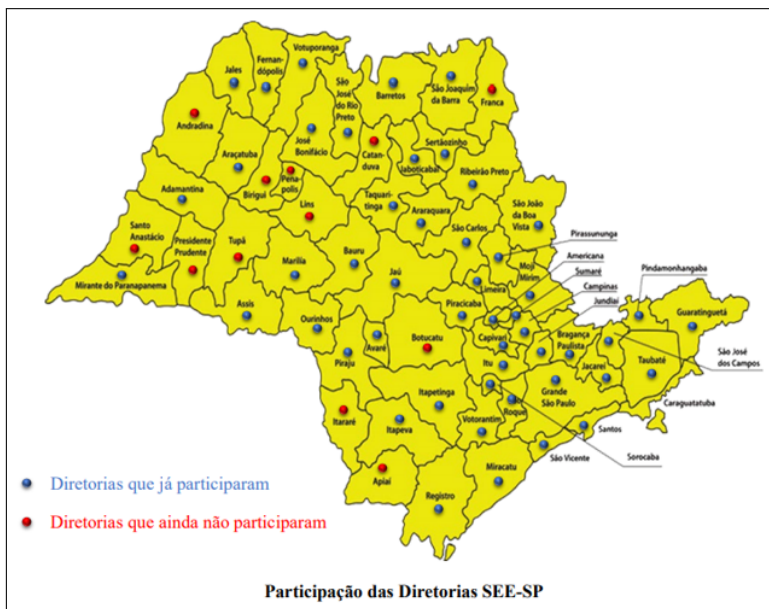 Votuporanga
Fernan-
dópolis
Jales
São
José
do Rio
Preto
Barretos
São Joaquim
da Barra
Franca
Andradina
José
Bonifácio
Catan-
duva
Sertãozinho
Jaboticabal
Ribeirão Preto
Araçatuba
Birigui
Pena-
polis
Adamantina
Lins
Taquari-
tinga
Araraquara
São Carlos
São João
da Boa
Vista
Santo
Anastácio
Presidente
Prudente
Tupã
Marília
Bauru
Jaú
Pirassununga
Moji
Mirim
Americana
Sumaré
Campinas
Jundiaí
Pindamonhangaba
Mirante do Paranapanema
Assis
Ourinhos
Limeira
Piracicaba
Capivari
Bragança
Paulista
Guaratinguetá
Piraju
Avaré
Botucatu
Itu
Jacareí
Taubaté
São José
dos Campos
Itararé
Itapeva
Itapetinga
Votorantim
São
Roque
Grande
São Paulo
Caraguatatuba
Santos
São Vicente
Sorocaba
Apiaí
Registro
Miracatu
Diretorias que já participaram
Diretorias que ainda não participaram
Participação das Diretorias SEE-SP